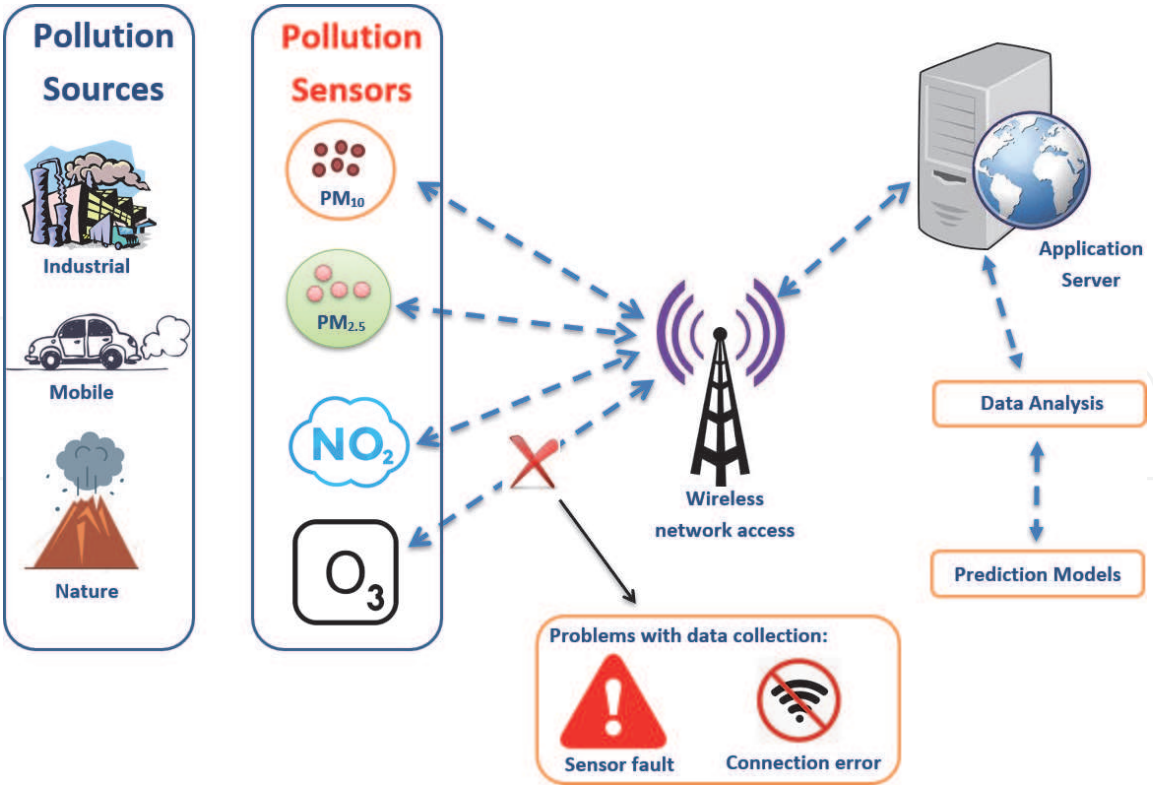 Pollution
Sources
Industrial
Mobile
Nature
Pollution
Sensors
PM₁₀
PM₂.₅
NO₂
O₃
Wireless
network access
Application
Server
Data Analysis
Prediction Models
Problems with data collection:
Sensor fault
Connection error